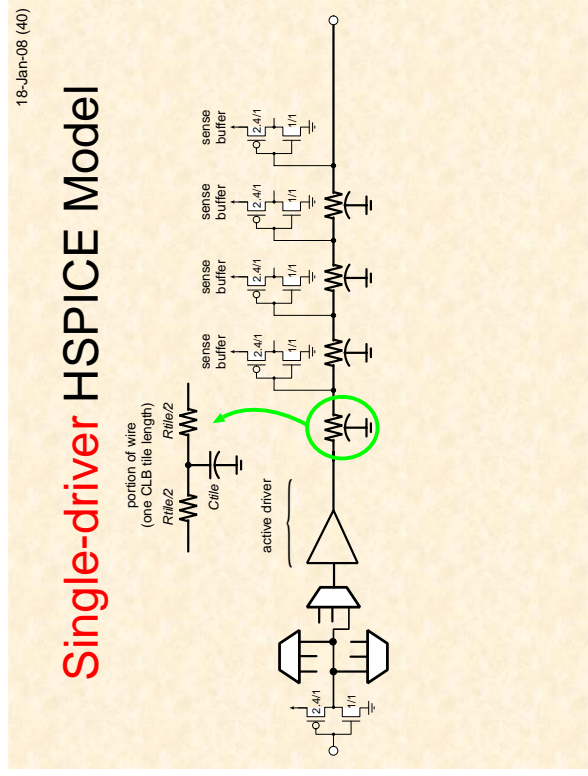 18-Jan-08 (40)
Single-driver HSPICE Model
portion of wire
(one CLB tile length)
Rtile/2
Rtile/2
Ctile
active driver
sense
buffer
2.4/1
1/1
sense
buffer
2.4/1
1/1
sense
buffer
2.4/1
1/1
sense
buffer
2.4/1
1/1
2.4/1
1/1